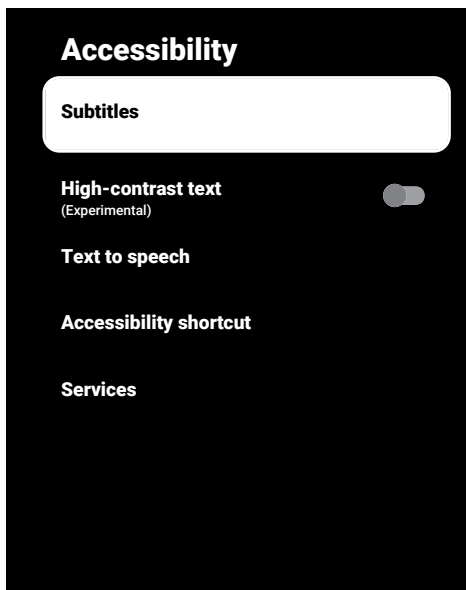 Accessibility
Subtitles
High-contrast text
(Experimental)
Text to speech
Accessibility shortcut
Services